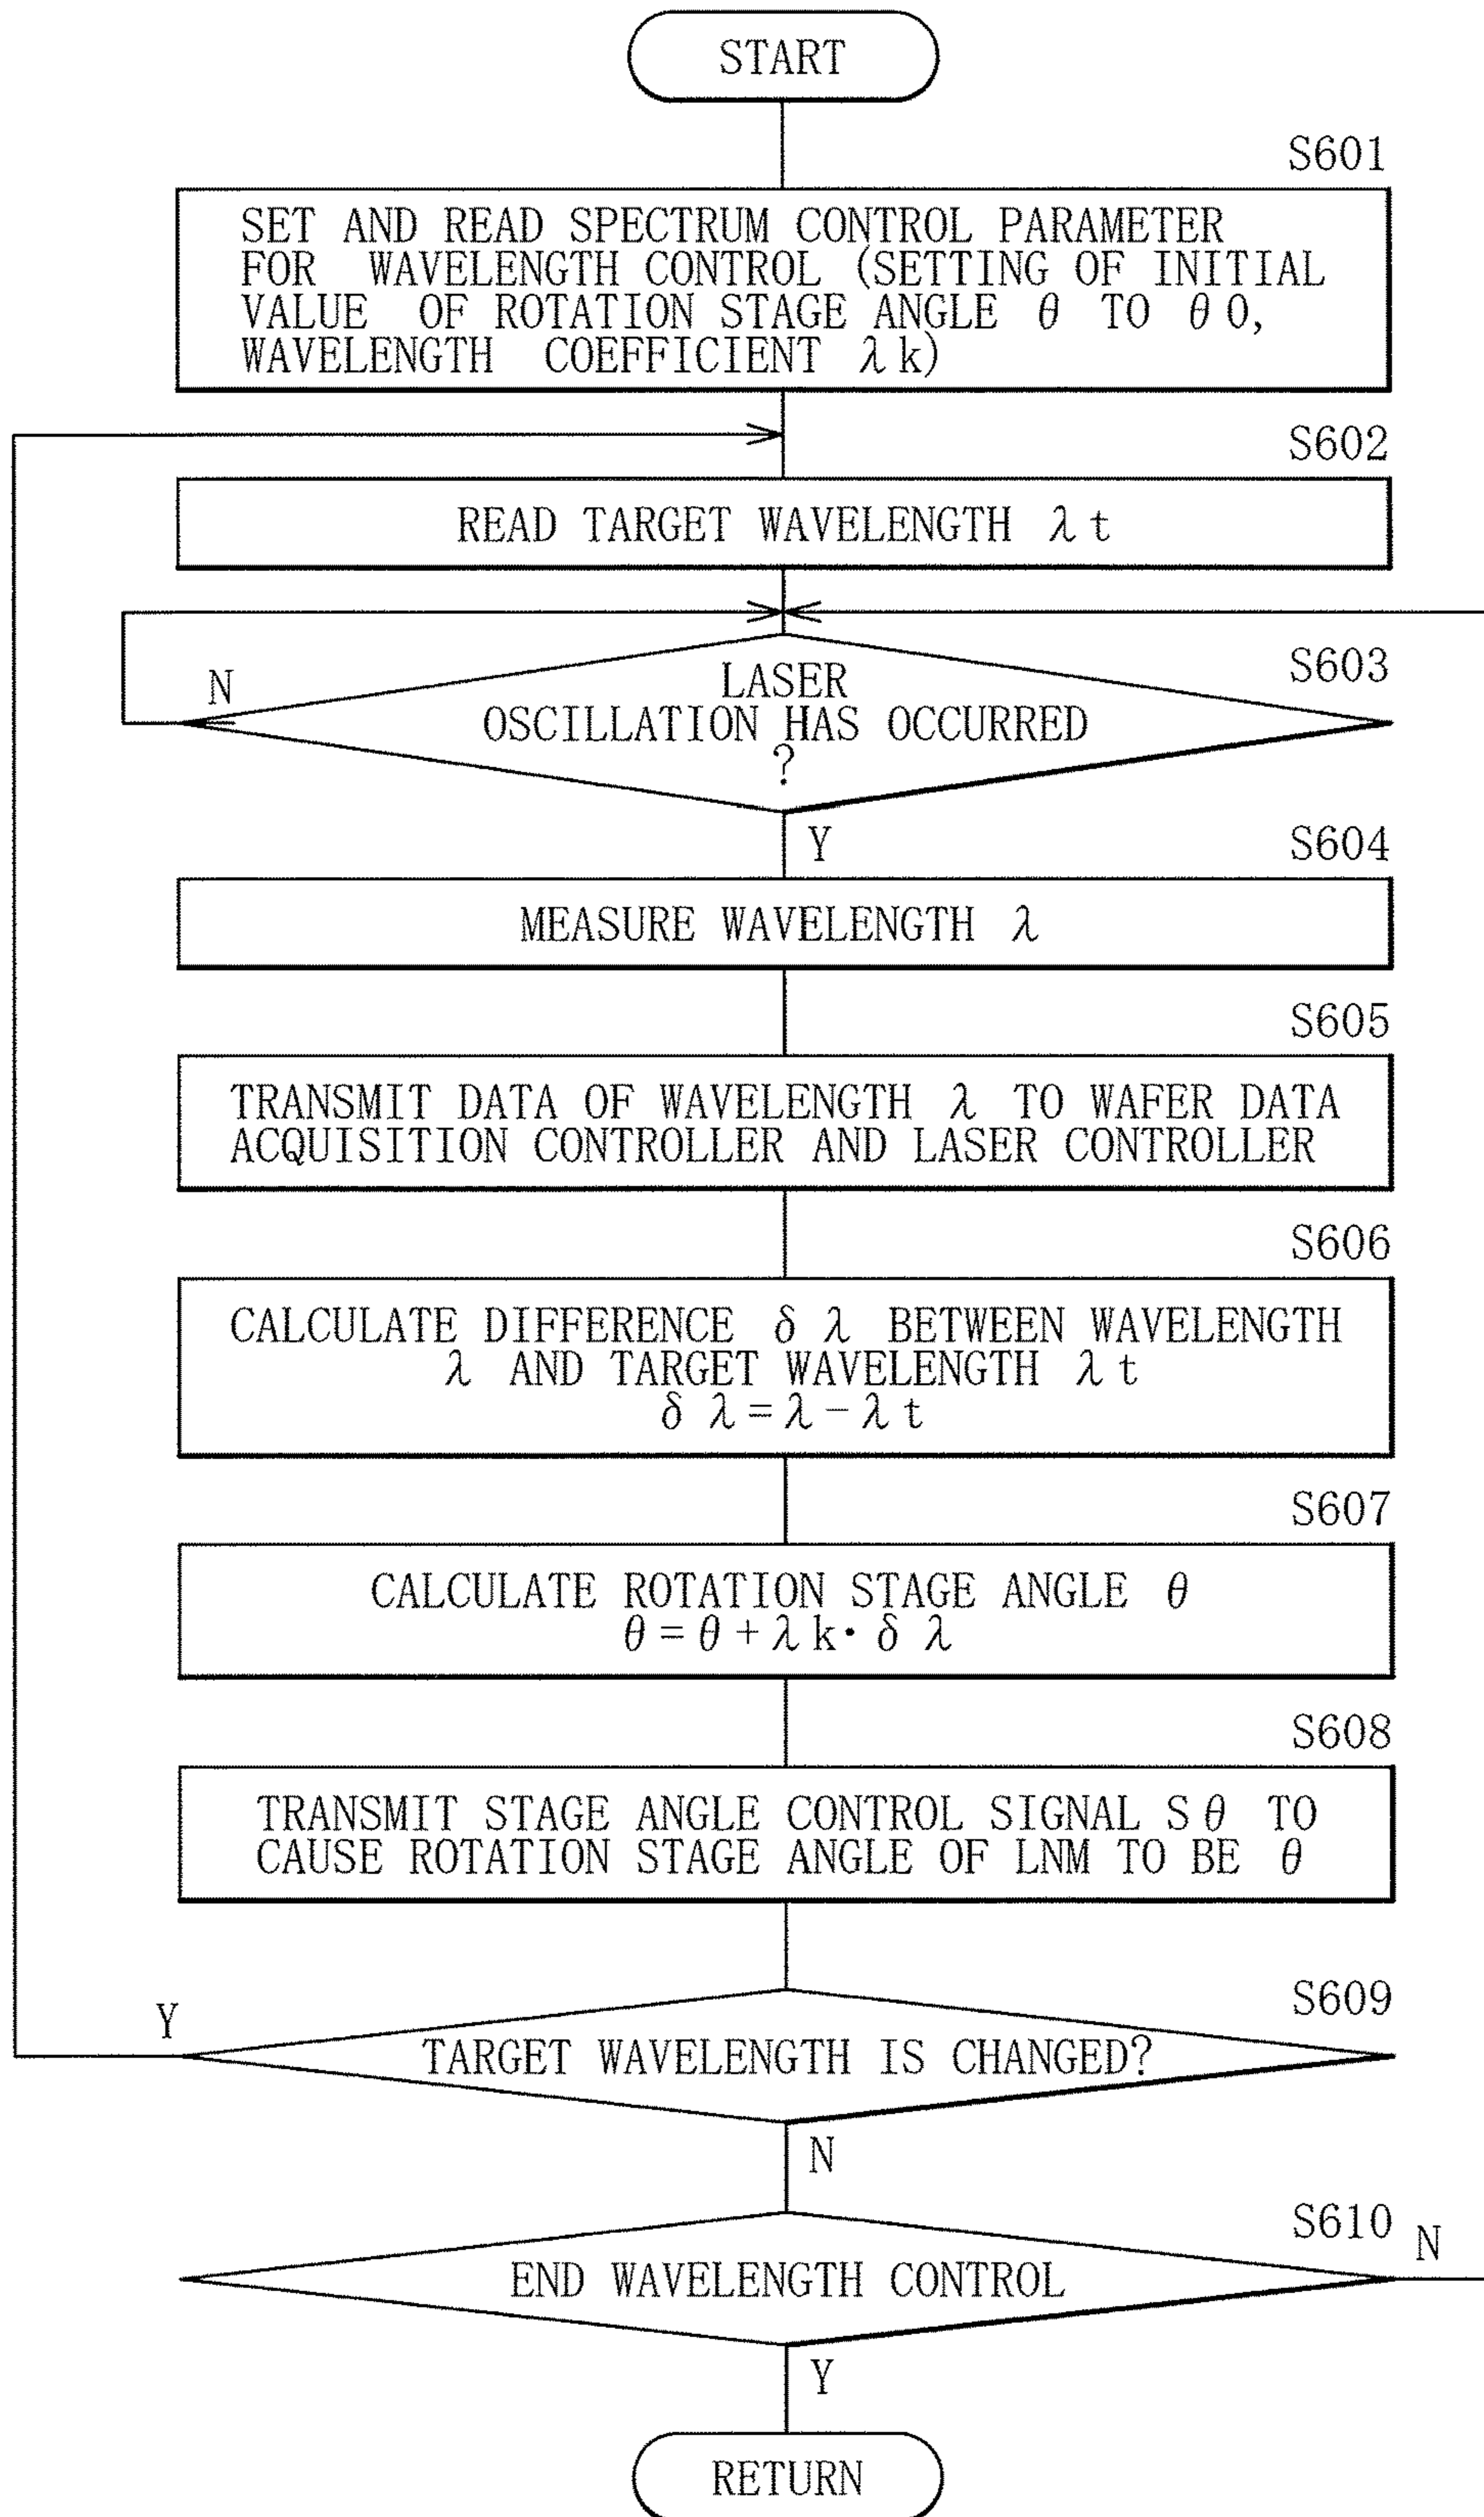 START
S601
SET AND READ SPECTRUM CONTROL PARAMETER
FOR WAVELENGTH CONTROL (SETTING OF INITIAL
VALUE OF ROTATION STAGE ANGLE θ TO θ0,
WAVELENGTH COEFFICIENT λk)
S602
READ TARGET WAVELENGTH λt
S603
LASER
OSCILLATION HAS OCCURRED
?
N
Y
S604
MEASURE WAVELENGTH λ
S605
TRANSMIT DATA OF WAVELENGTH λ TO WAFER DATA
ACQUISITION CONTROLLER AND LASER CONTROLLER
S606
CALCULATE DIFFERENCE δλ BETWEEN WAVELENGTH
λ AND TARGET WAVELENGTH λt
δλ=λ-λt
S607
CALCULATE ROTATION STAGE ANGLE θ
θ=θ+λk·δλ
S608
TRANSMIT STAGE ANGLE CONTROL SIGNAL Sθ TO
CAUSE ROTATION STAGE ANGLE OF LNM TO BE θ
S609
Y
TARGET WAVELENGTH IS CHANGED?
N
S610
N
END WAVELENGTH CONTROL
Y
RETURN